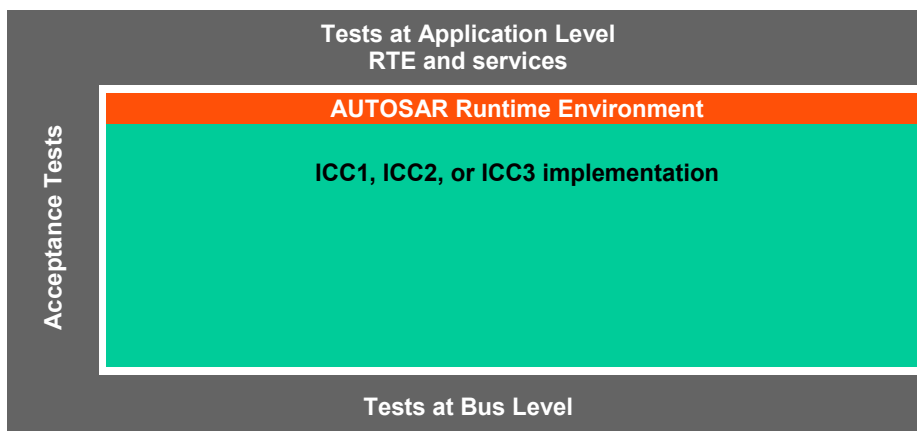 Tests at Application Level
RTE and services
AUTOSAR Runtime Environment
ICC1, ICC2, or ICC3 implementation
Acceptance Tests
Tests at Bus Level